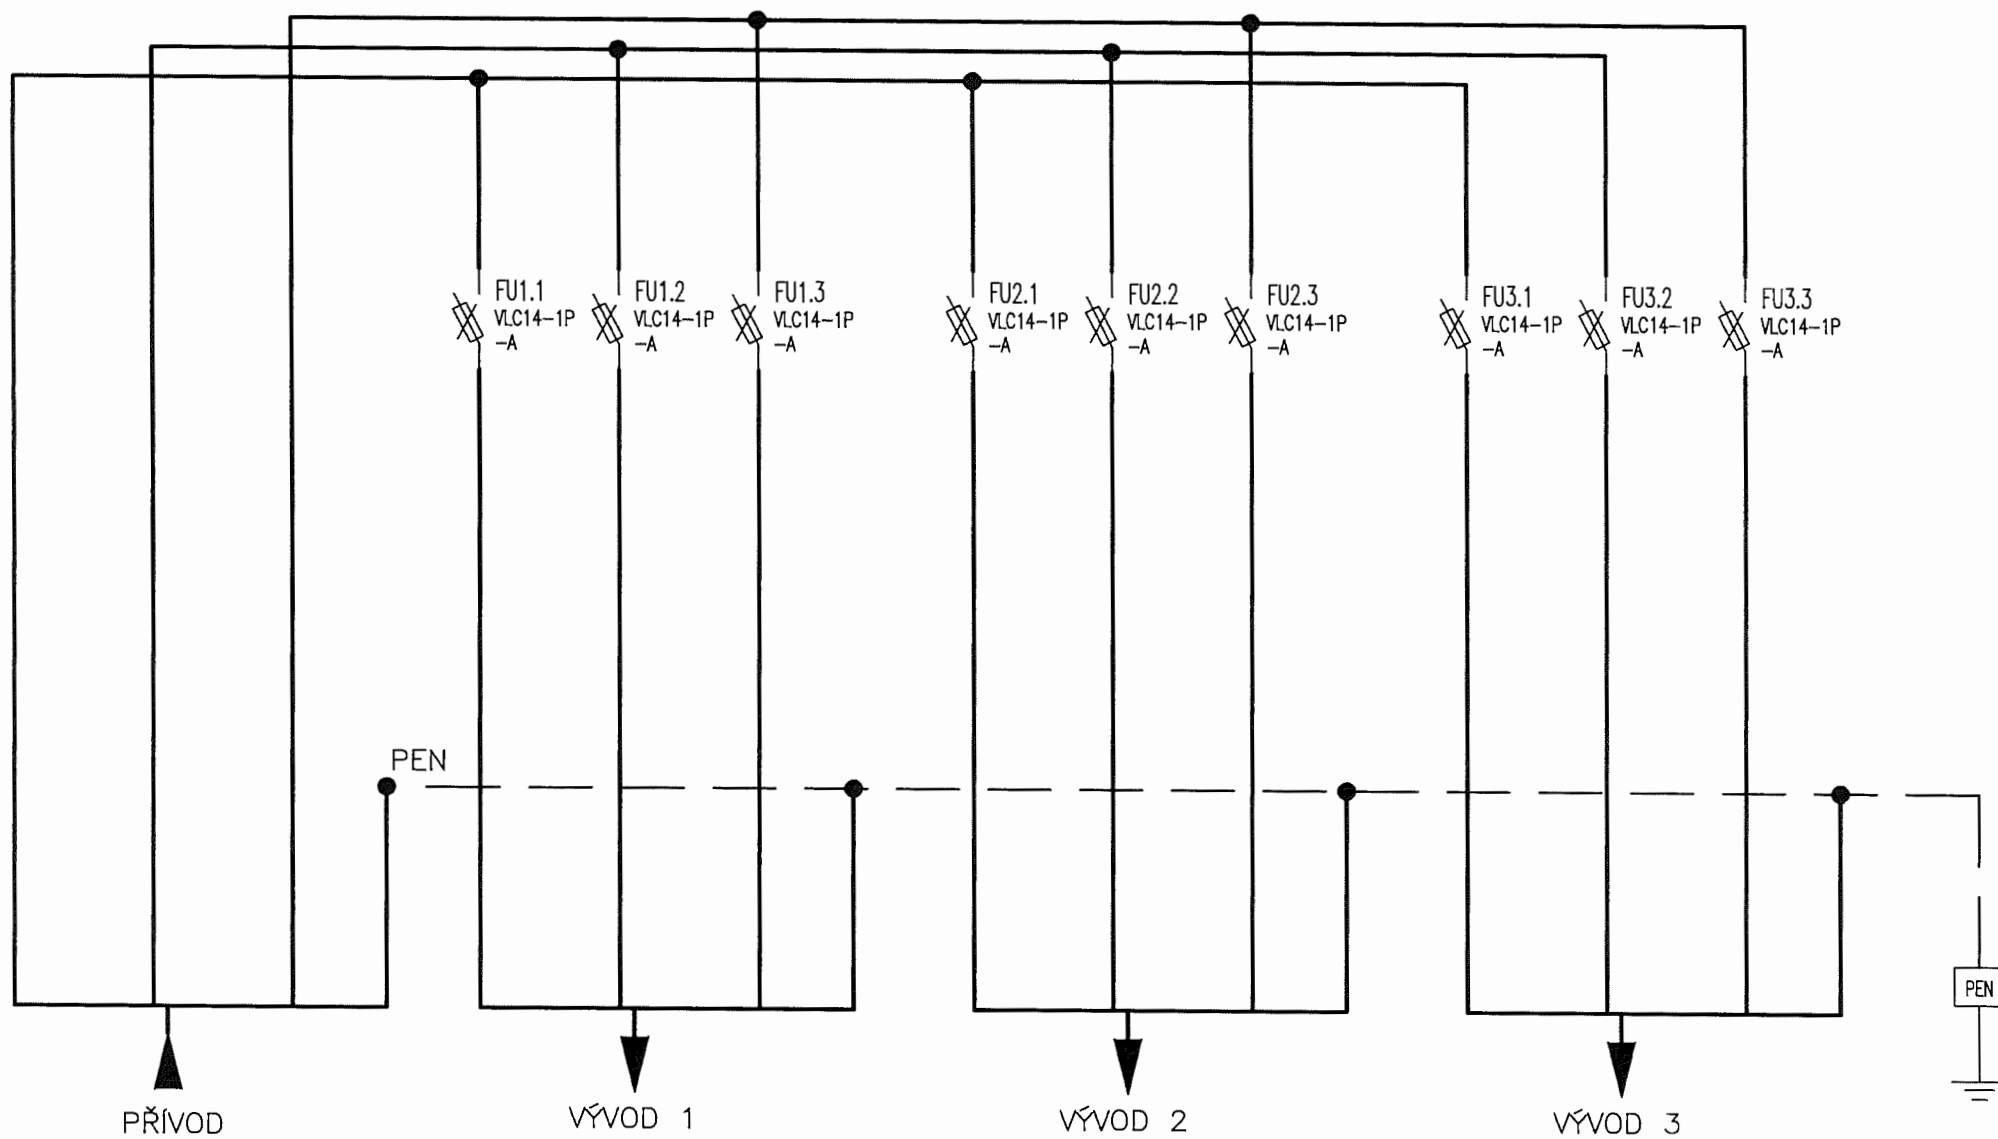 FU1.1
VLC14-1P
-A
FU1.2
VLC14-1P
-A
FU1.3
VLC14-1P
-A
FU2.1
VLC14-1P
-A
FU2.2
VLC14-1P
-A
FU2.3
VLC14-1P
-A
FU3.1
VLC14-1P
-A
FU3.2
VLC14-1P
-A
FU3.3
VLC14-1P
-A
PEN
PEN
PŘÍVOD
VÝVOD 1
VÝVOD 2
VÝVOD 3